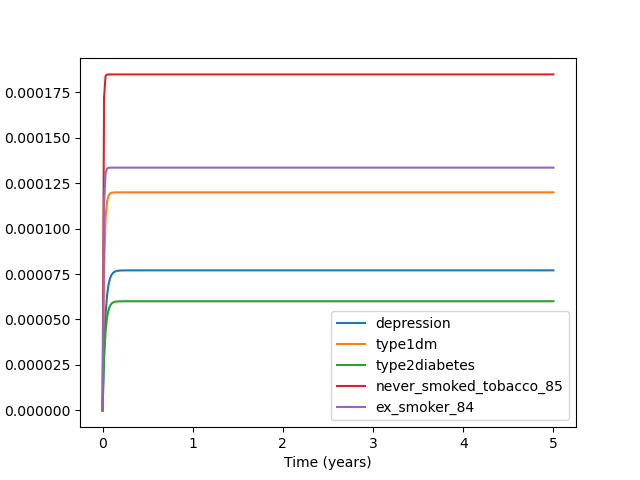 0.000175
0.000150
0.000125
0.000100
0.000075
0.000050
0.000025
0.000000
depression
type1dm
type2diabetes
never_smoked_tobacco_85
ex_smoker_84
0 1 2 3 4 5
Time (years)